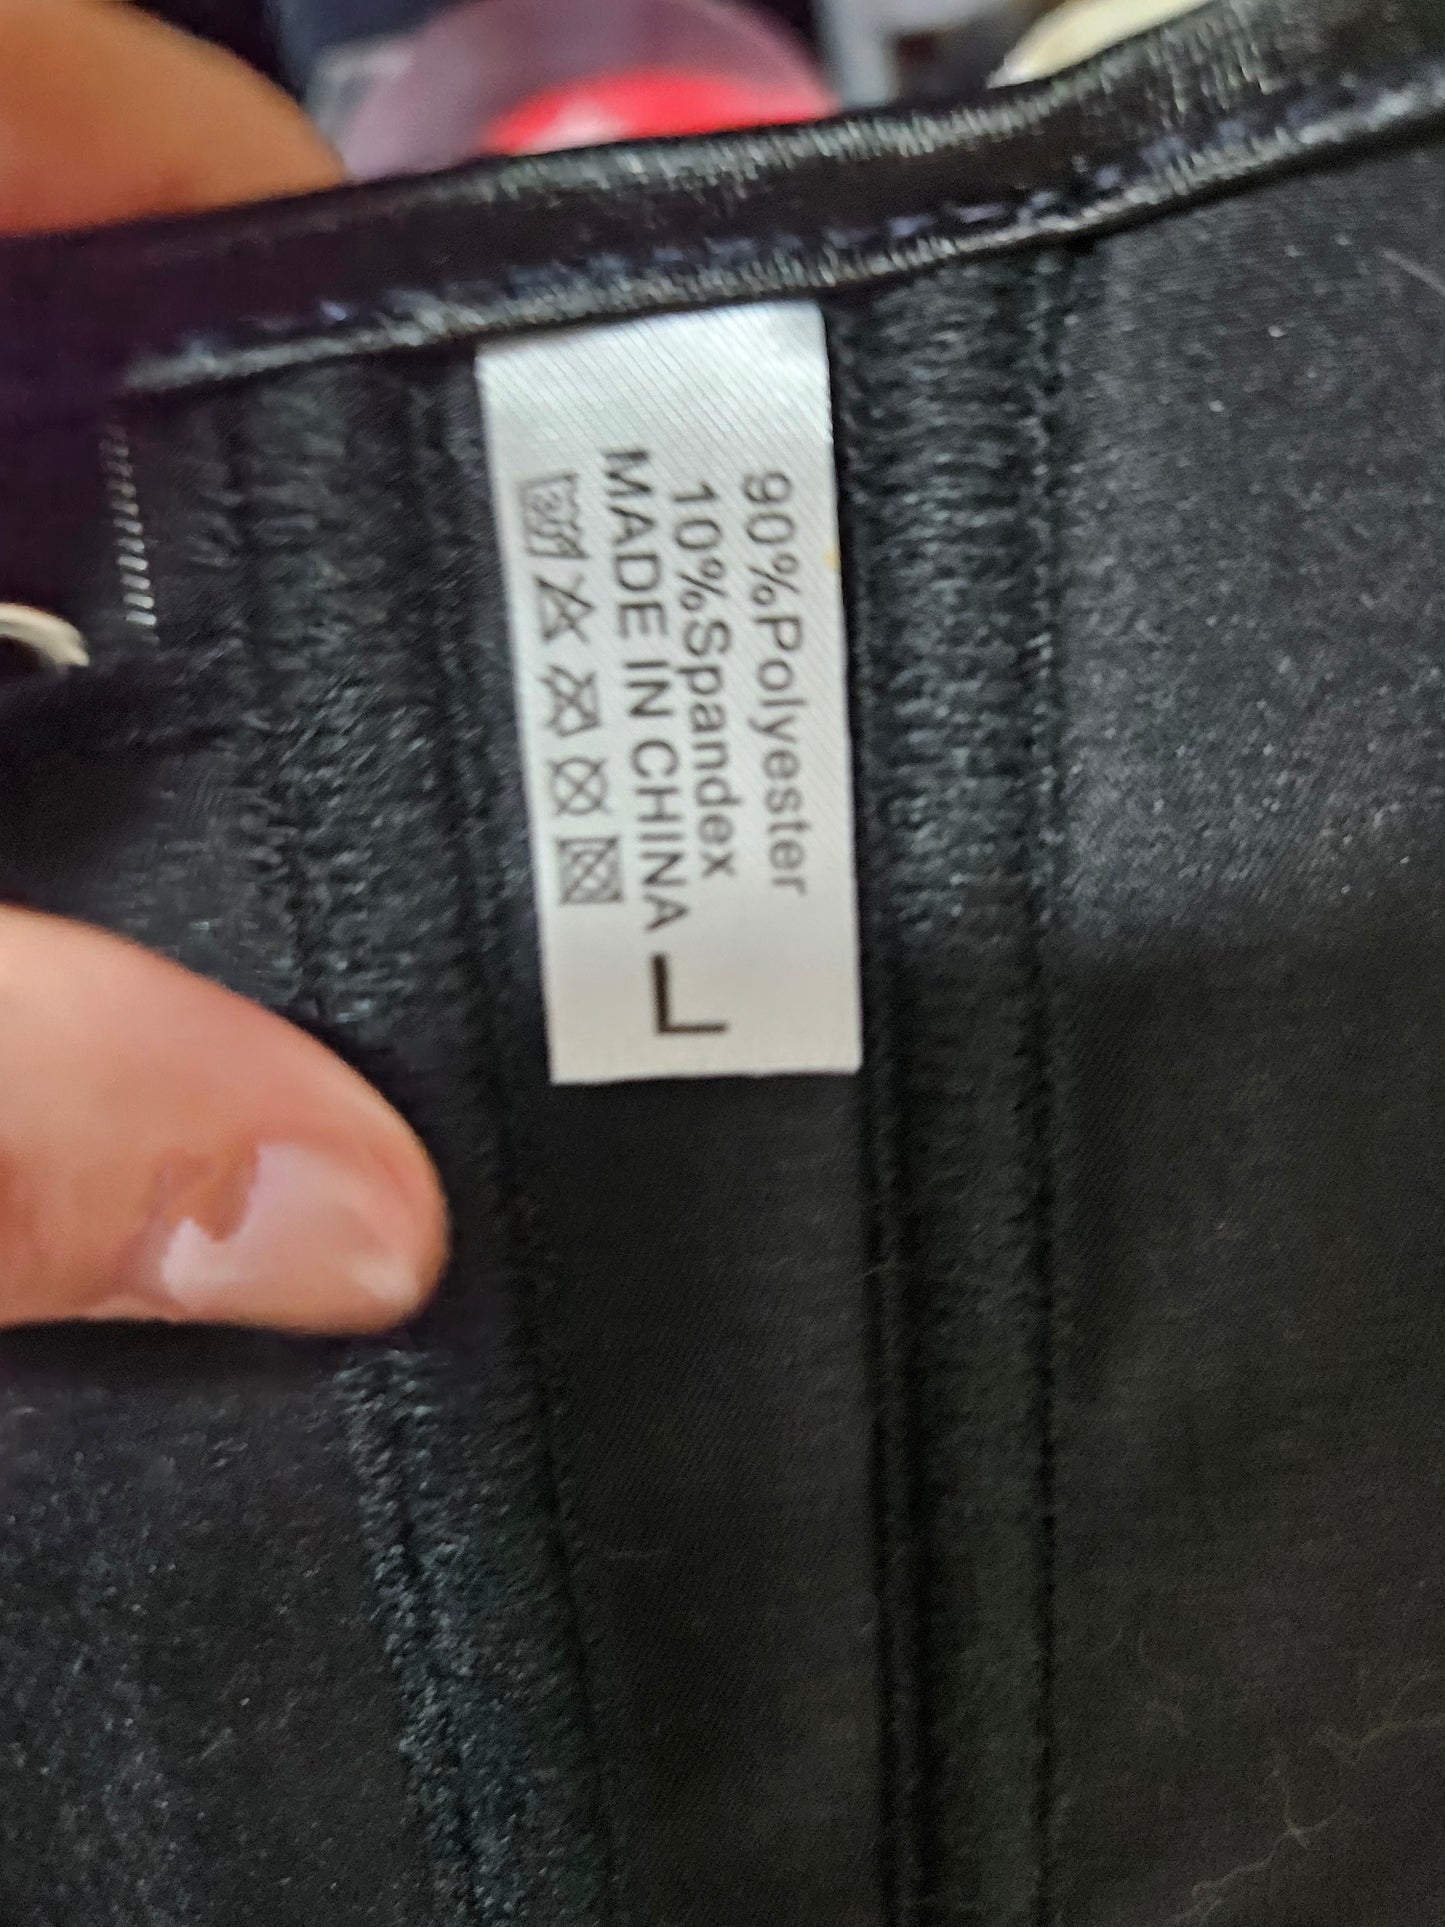 90%Polyester
10%Spandex
MADE IN CHINA
L